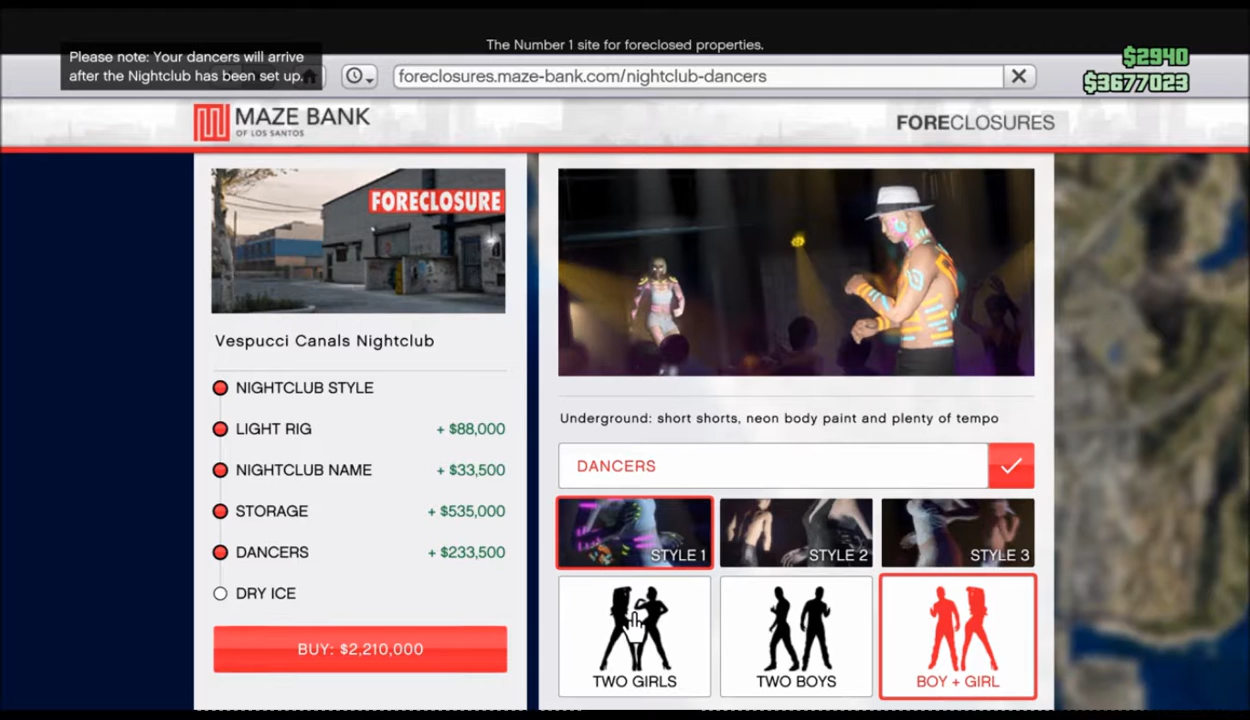 The Number 1 site for foreclosed properties.
Please note: Your dancers will arrive
after the Nightclub has been set up.
$2940
$3677023
foreclosures.maze-bank.com/nightclub-dancers
MAZE BANK
OF LOS SANTOS
FORECLOSURES
FORECLOSURE
Vespucci Canals Nightclub
NIGHTCLUB STYLE
LIGHT RIG + $88,000
NIGHTCLUB NAME + $33,500
STORAGE + $535,000
DANCERS + $233,500
DRY ICE
BUY: $2,210,000
Underground: short shorts, neon body paint and plenty of tempo
DANCERS
STYLE 1 STYLE 2 STYLE 3
TWO GIRLS TWO BOYS BOY + GIRL